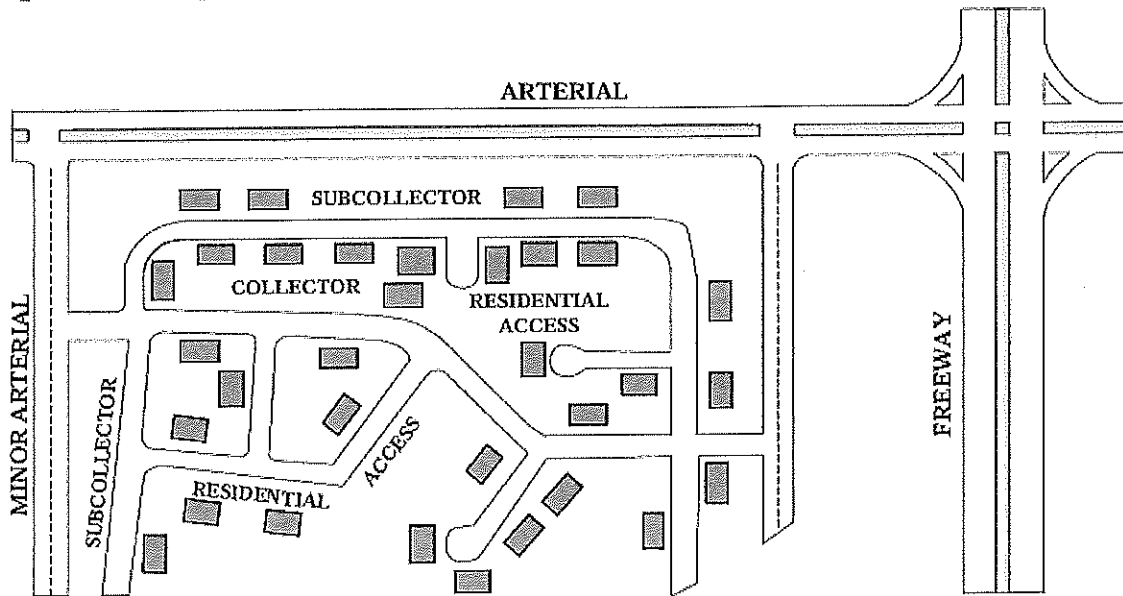 ARTERIAL
SUBCOLLECTOR
COLLECTOR
RESIDENTIAL
ACCESS
MINOR ARTERIAL
SUBCOLLECTOR
RESIDENTIAL
ACCESS
FREEWAY